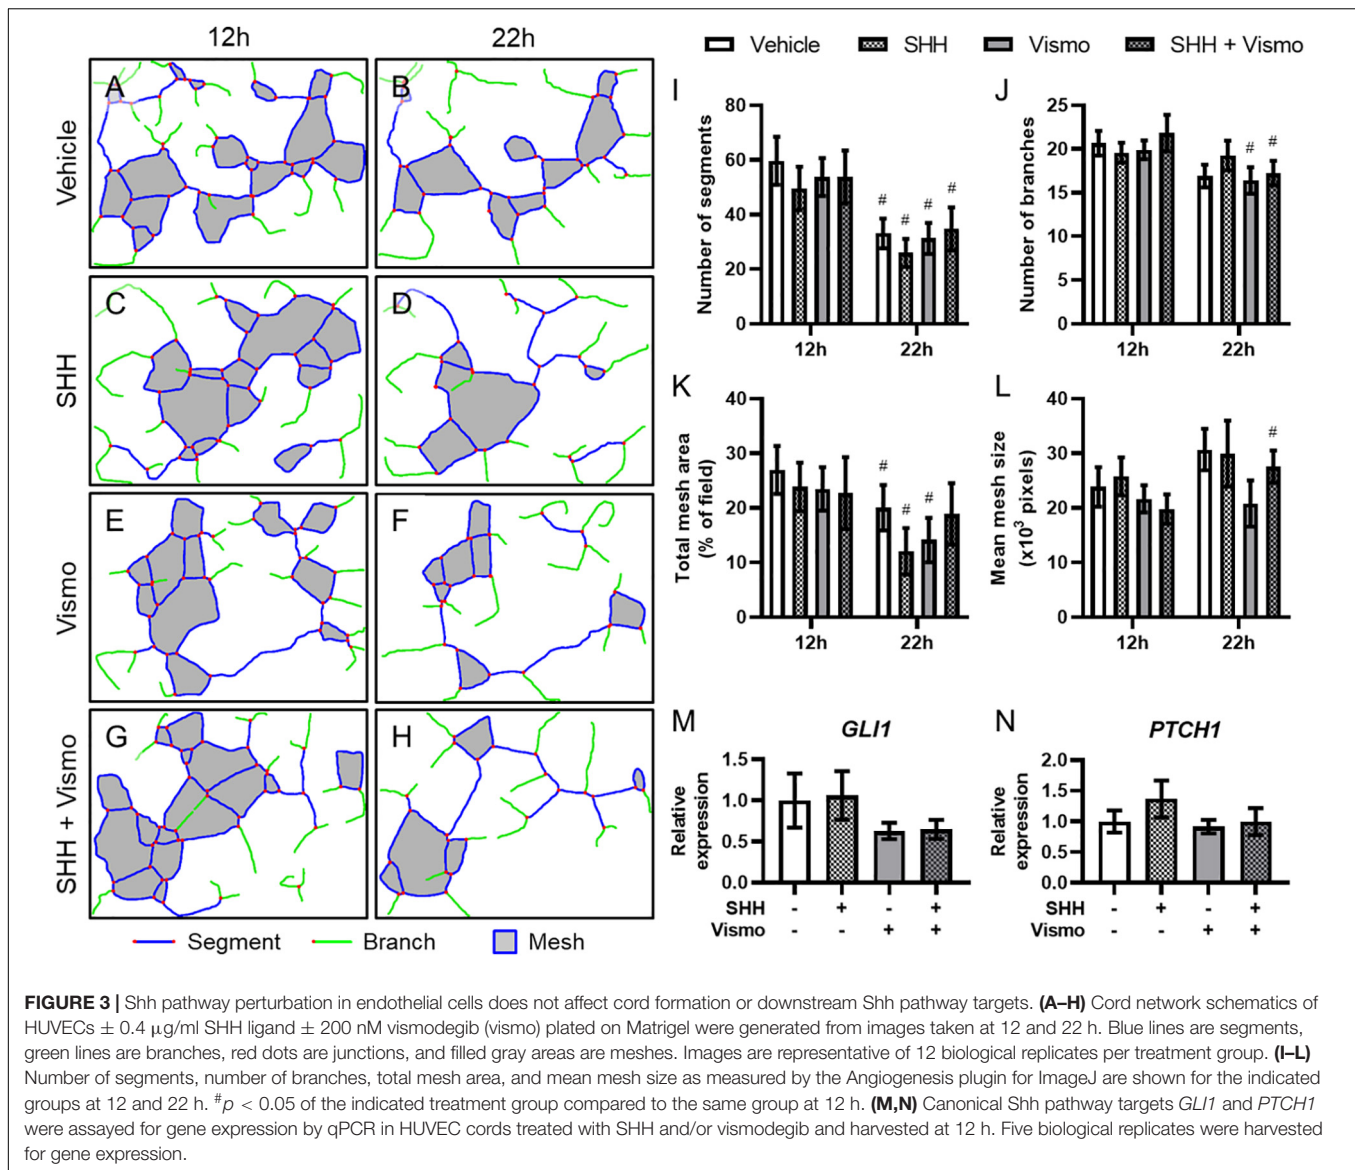 12h
22h
Vehicle
SHH
Vismo
SHH + Vismo
A
B
C
D
E
F
G
H
Segment
Branch
Mesh
Vehicle
SHH
Vismo
SHH + Vismo
I
Number of segments
80
60
40
20
0
#
#
#
#
12h
22h
J
Number of branches
25
20
15
10
5
0
#
#
12h
22h
K
Total mesh area
(% of field)
40
30
20
10
0
#
#
#
12h
22h
L
Mean mesh size
(x10³ pixels)
40
30
20
10
0
#
12h
22h
M
GLI1
Relative
expression
1.5
1.0
0.5
0.0
SHH - + - +
Vismo - - + +
N
PTCH1
Relative
expression
2.0
1.5
1.0
0.5
0.0
SHH - + - +
Vismo - - + +
FIGURE 3 | Shh pathway perturbation in endothelial cells does not affect cord formation or downstream Shh pathway targets. (A–H) Cord network schematics of
HUVECs ± 0.4 μg/ml SHH ligand ± 200 nM vismodegib (vismo) plated on Matrigel were generated from images taken at 12 and 22 h. Blue lines are segments,
green lines are branches, red dots are junctions, and filled gray areas are meshes. Images are representative of 12 biological replicates per treatment group. (I–L)
Number of segments, number of branches, total mesh area, and mean mesh size as measured by the Angiogenesis plugin for ImageJ are shown for the indicated
groups at 12 and 22 h. #p < 0.05 of the indicated treatment group compared to the same group at 12 h. (M,N) Canonical Shh pathway targets GLI1 and PTCH1
were assayed for gene expression by qPCR in HUVEC cords treated with SHH and/or vismodegib and harvested at 12 h. Five biological replicates were harvested
for gene expression.